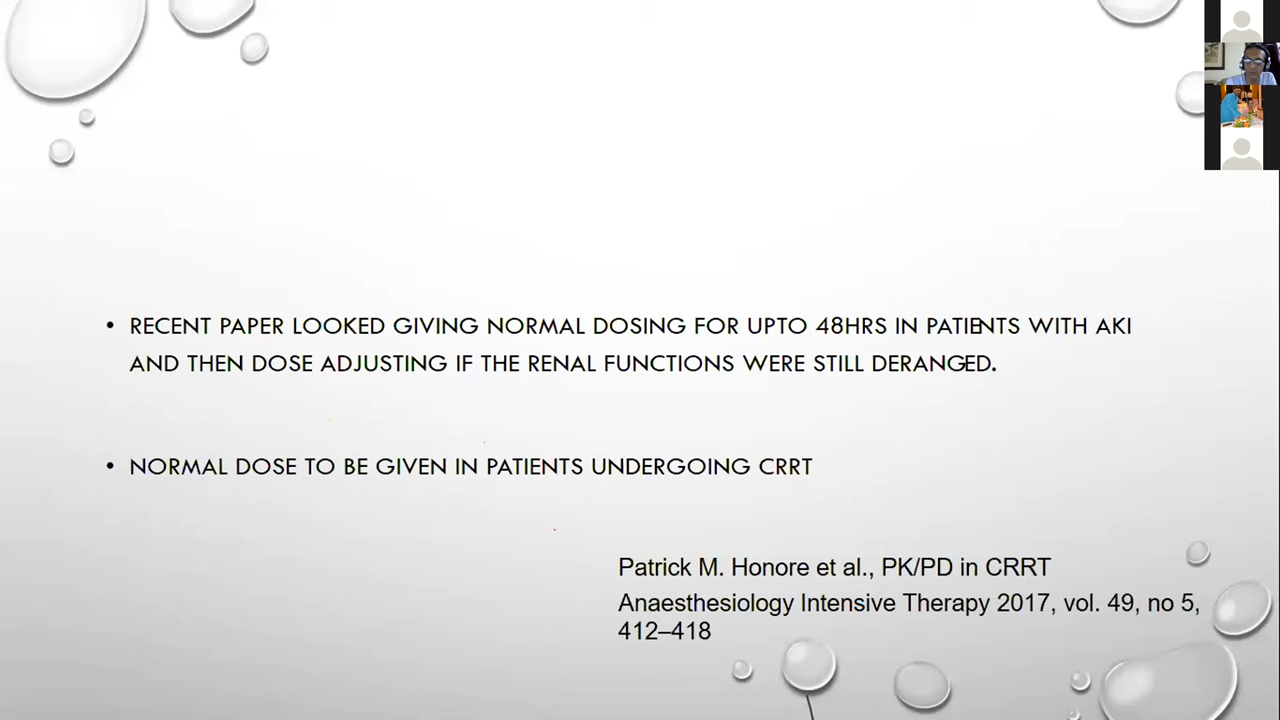 • RECENT PAPER LOOKED GIVING NORMAL DOSING FOR UPTO 48HRS IN PATIENTS WITH AKI
AND THEN DOSE ADJUSTING IF THE RENAL FUNCTIONS WERE STILL DERANGED.
• NORMAL DOSE TO BE GIVEN IN PATIENTS UNDERGOING CRRT
Patrick M. Honore et al., PK/PD in CRRT
Anaesthesiology Intensive Therapy 2017, vol. 49, no 5,
412–418